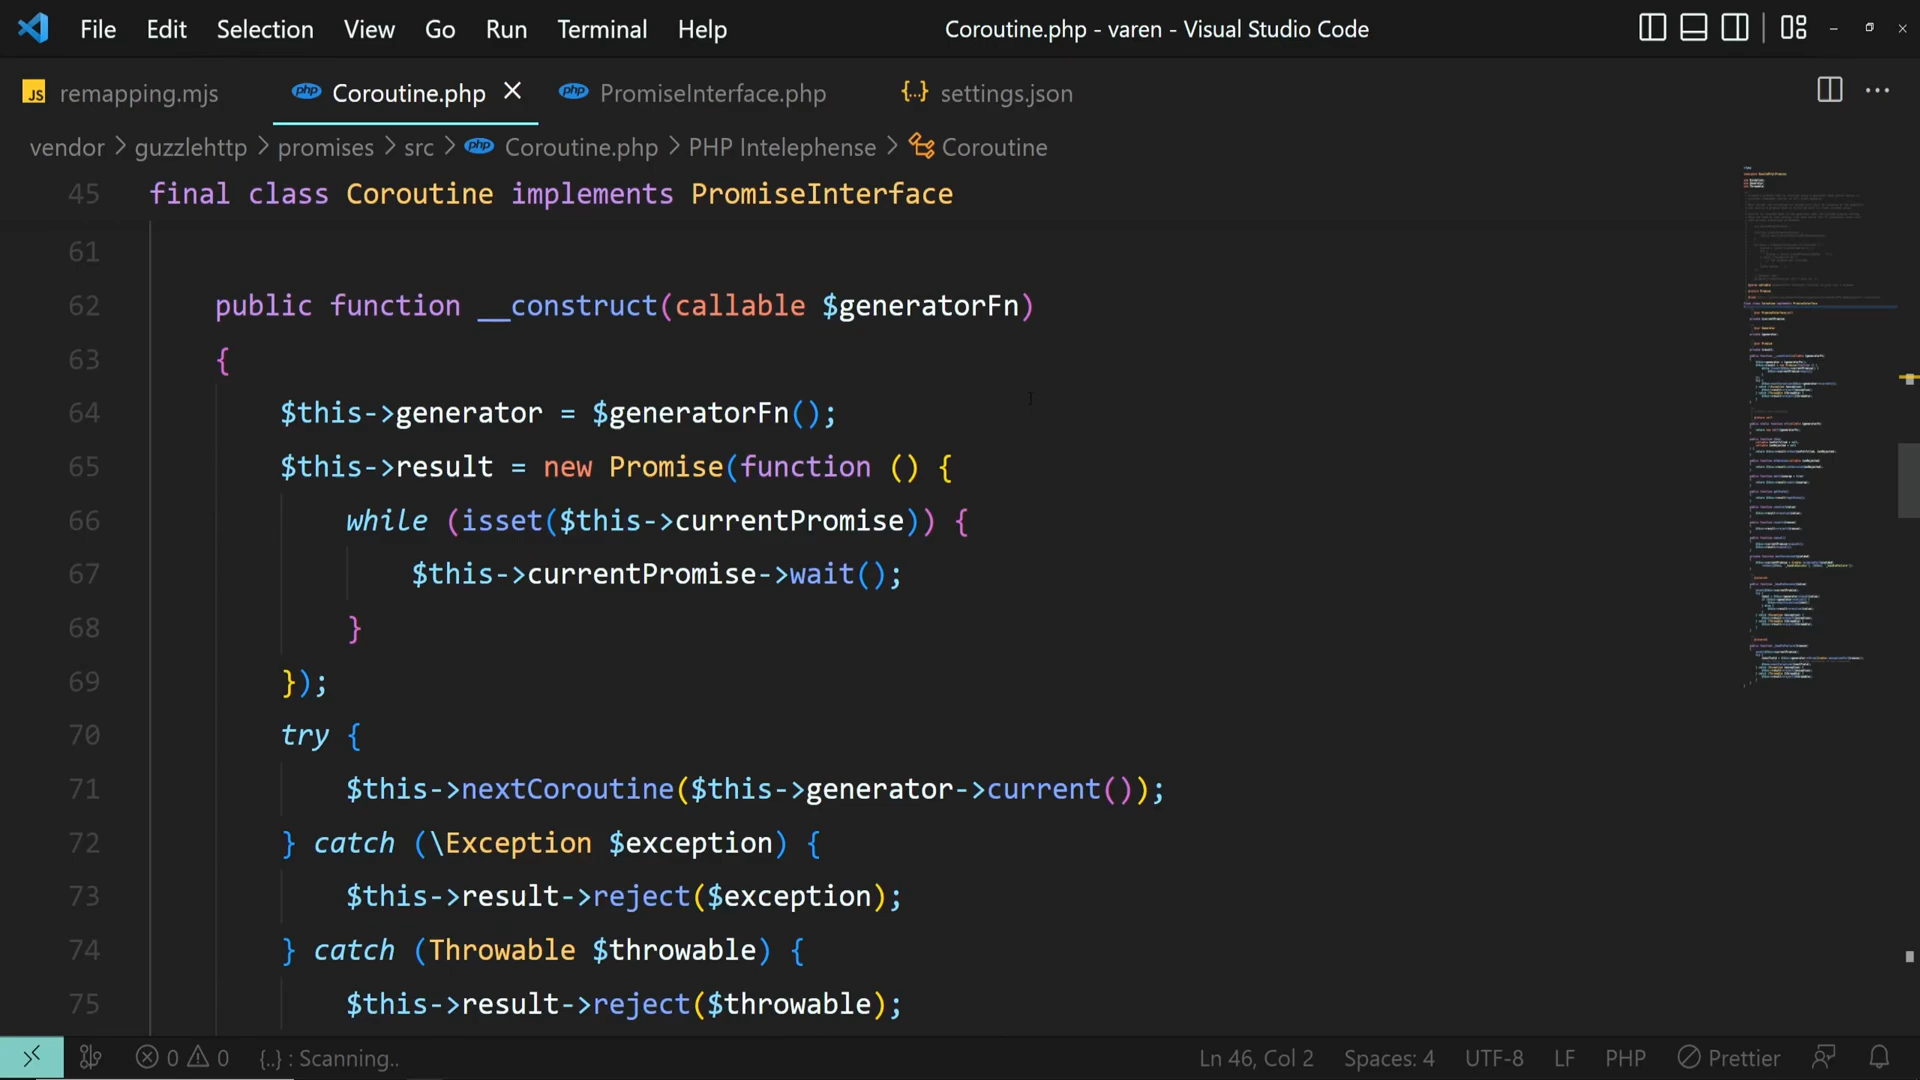 File Edit Selection View Go Run Terminal Help Coroutine.php - varen - Visual Studio Code
JS remapping.mjs php Coroutine.php php PromiseInterface.php {..} settings.json
vendor > guzzlehttp > promises > src > php Coroutine.php > PHP Intelephense > Coroutine
45 final class Coroutine implements PromiseInterface
61
62 public function __construct(callable $generatorFn)
63 {
64 $this->generator = $generatorFn();
65 $this->result = new Promise(function () {
66 while (isset($this->currentPromise)) {
67 $this->currentPromise->wait();
68 }
69 });
70 try {
71 $this->nextCoroutine($this->generator->current());
72 } catch (\Exception $exception) {
73 $this->result->reject($exception);
74 } catch (Throwable $throwable) {
75 $this->result->reject($throwable);
0 0 {..} : Scanning.. Ln 46, Col 2 Spaces: 4 UTF-8 LF PHP Prettier